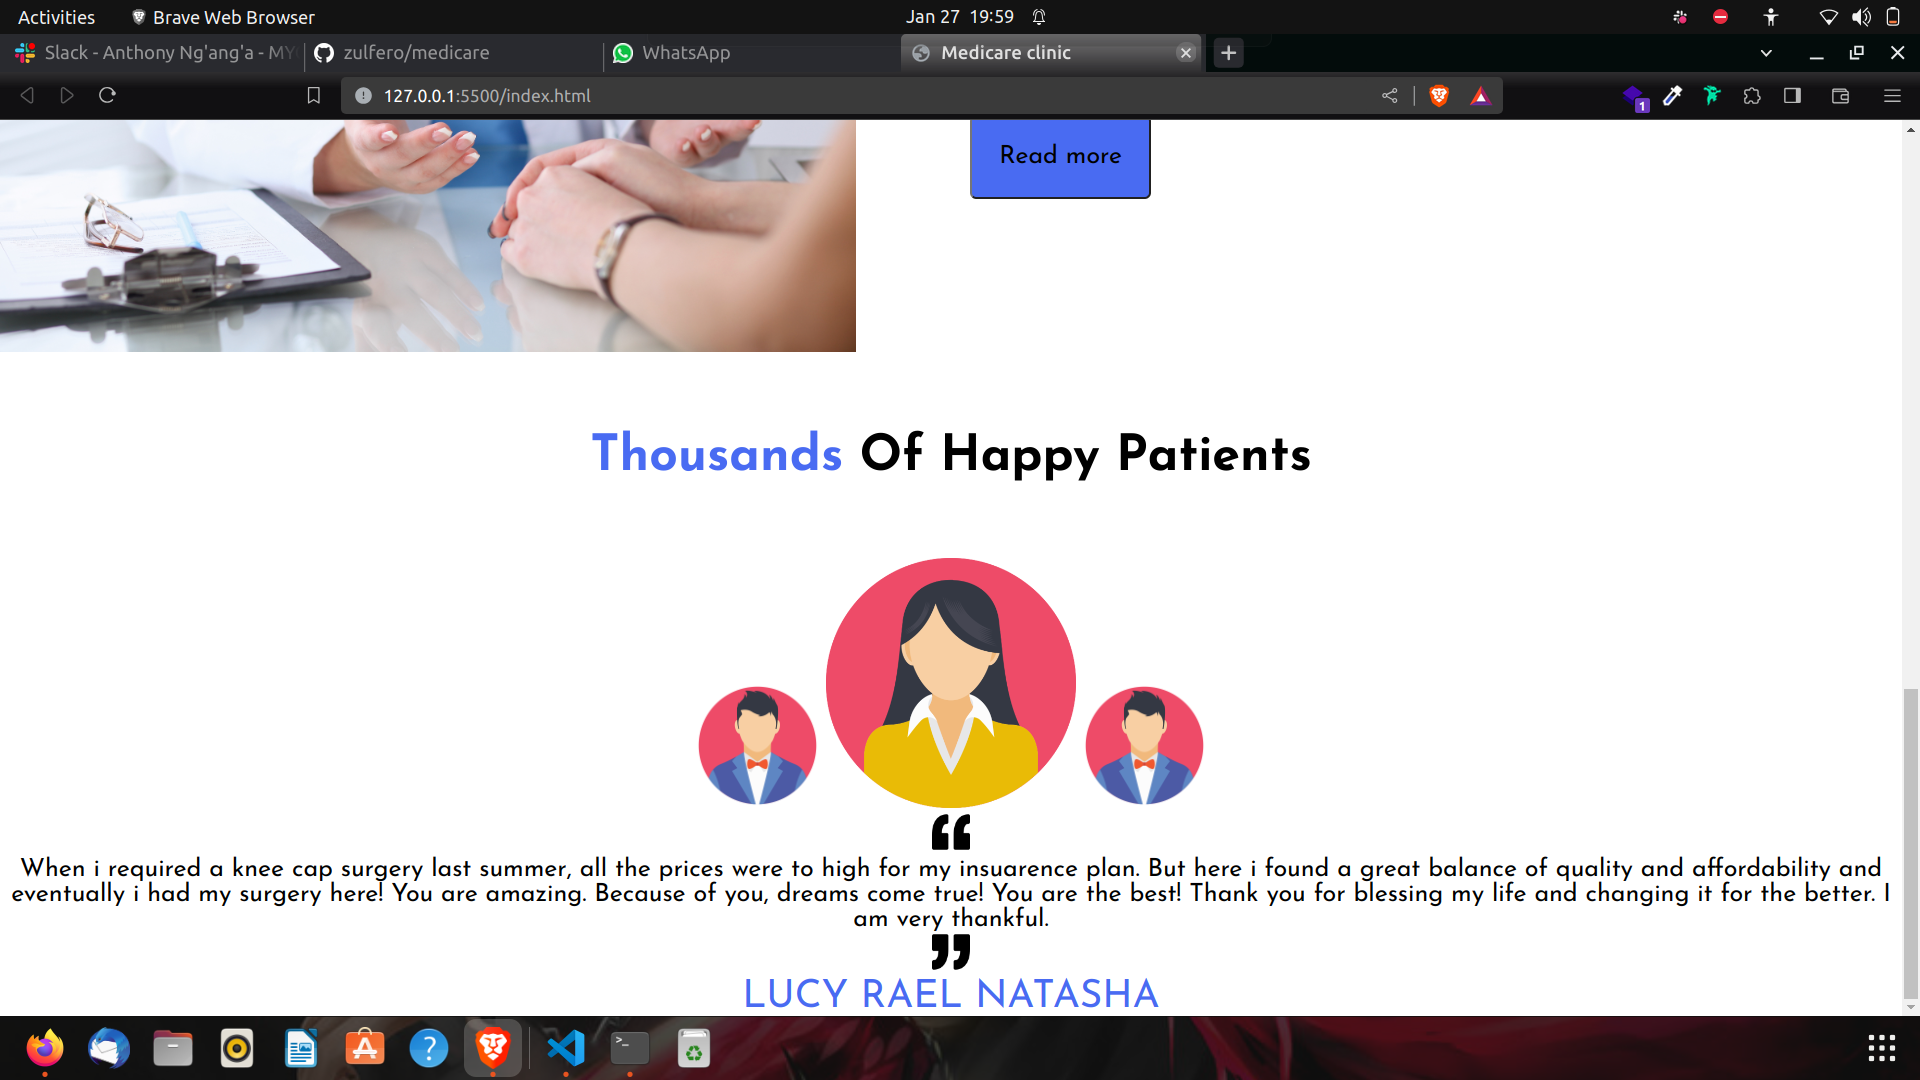 Activities
Brave Web Browser
Jan 27 19:59
Slack - Anthony Ng'ang'a - MY
zulfero/medicare
WhatsApp
Medicare clinic
127.0.0.1:5500/index.html
1
Read more
Thousands Of Happy Patients
When i required a knee cap surgery last summer, all the prices were to high for my insuarence plan. But here i found a great balance of quality and affordability and
eventually i had my surgery here! You are amazing. Because of you, dreams come true! You are the best! Thank you for blessing my life and changing it for the better. I
am very thankful.
LUCY RAEL NATASHA